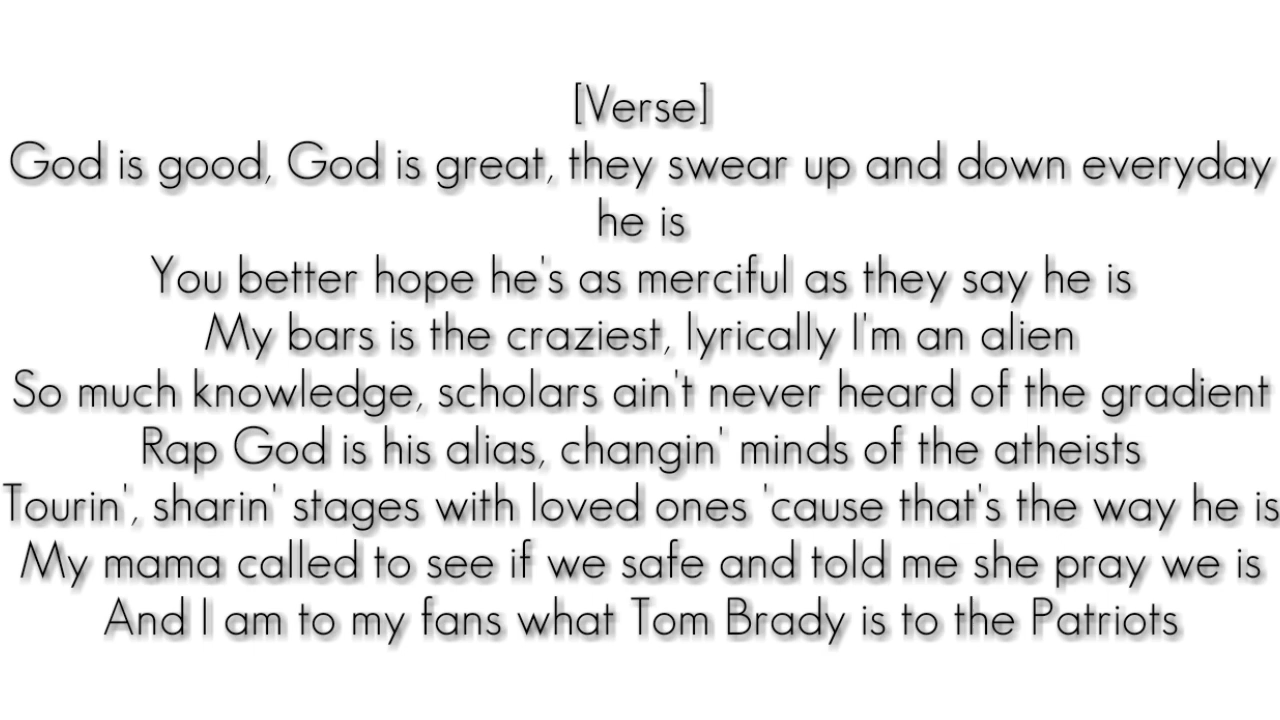 [Verse]
God is good, God is great, they swear up and down everyday
he is
You better hope he's as merciful as they say he is
My bars is the craziest, lyrically I'm an alien
So much knowledge, scholars ain't never heard of the gradient
Rap God is his alias, changin' minds of the atheists
Tourin', sharin' stages with loved ones 'cause that's the way he is
My mama called to see if we safe and told me she pray we is
And I am to my fans what Tom Brady is to the Patriots